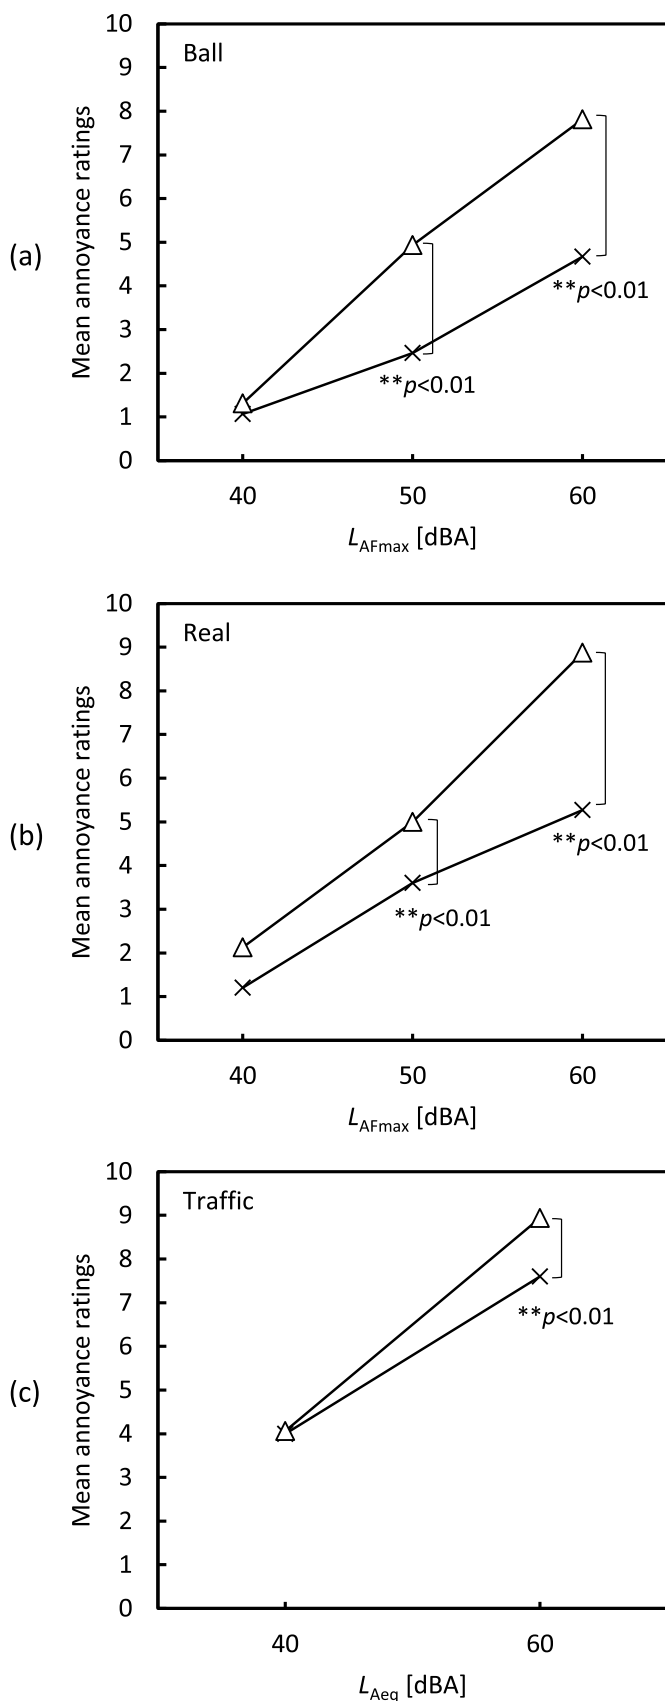 (a)
Mean annoyance ratings
10
9
8
7
6
5
4
3
2
1
0
Ball
**p<0.01
**p<0.01
40 50 60
LAFmax [dBA]
(b)
Mean annoyance ratings
10
9
8
7
6
5
4
3
2
1
0
Real
**p<0.01
**p<0.01
40 50 60
LAFmax [dBA]
(c)
Mean annoyance ratings
10
9
8
7
6
5
4
3
2
1
0
Traffic
**p<0.01
40 60
LAeq [dBA]